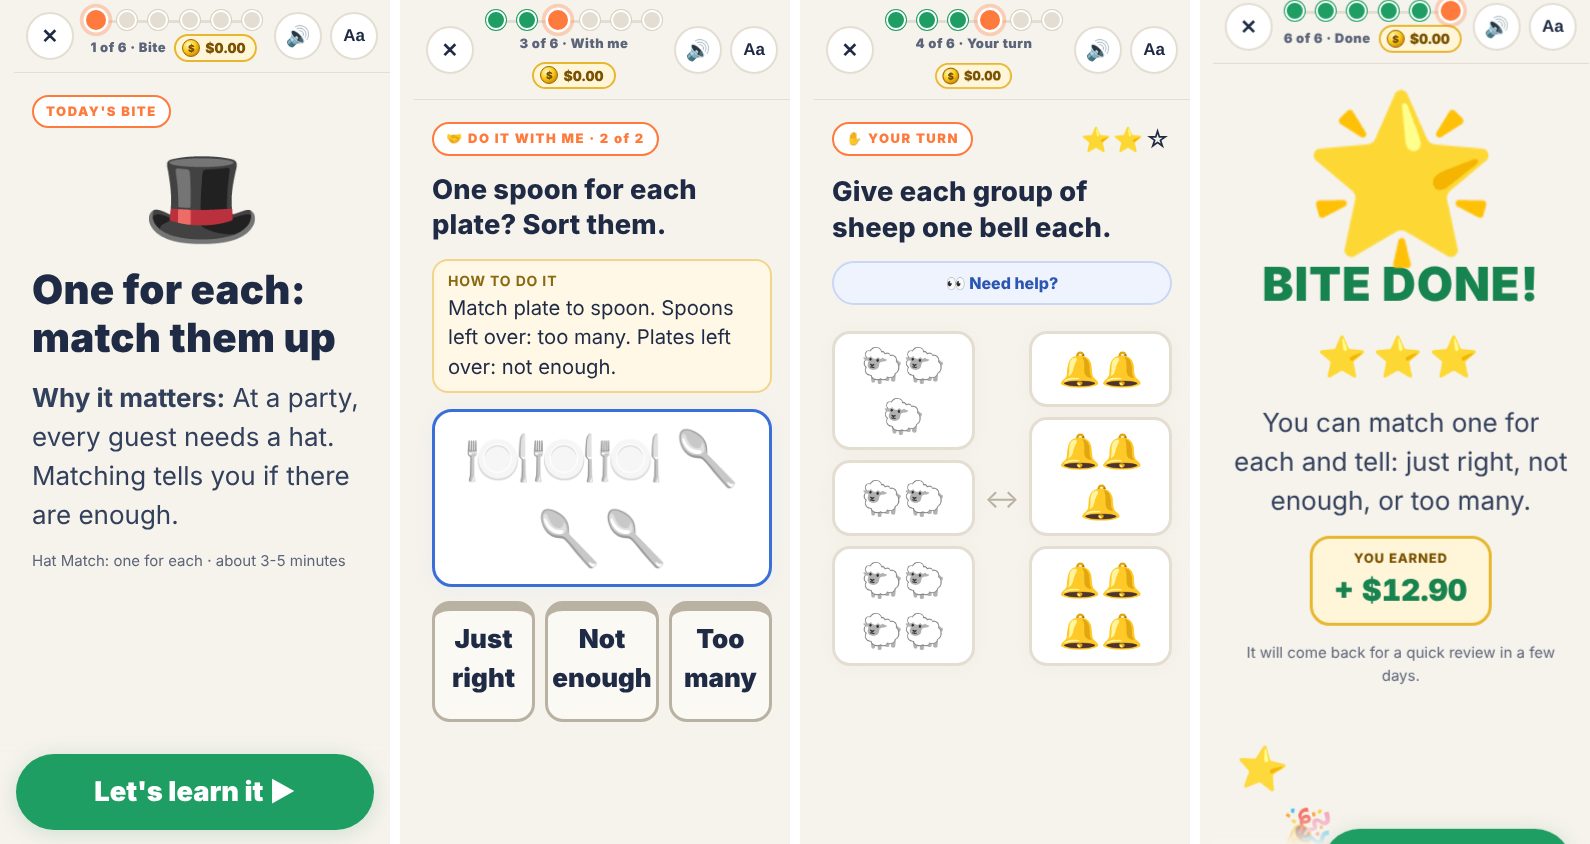 ✕
1 of 6 · Bite
$0.00
Aa
TODAY'S BITE
One for each:
match them up
Why it matters: At a party,
every guest needs a hat.
Matching tells you if there
are enough.
Hat Match: one for each · about 3-5 minutes
Let's learn it ▶
✕
3 of 6 · With me
$0.00
Aa
DO IT WITH ME · 2 of 2
One spoon for each
plate? Sort them.
HOW TO DO IT
Match plate to spoon. Spoons
left over: too many. Plates left
over: not enough.
Just
right
Not
enough
Too
many
✕
4 of 6 · Your turn
$0.00
Aa
YOUR TURN
Give each group of
sheep one bell each.
Need help?
✕
6 of 6 · Done
$0.00
Aa
BITE DONE!
You can match one for
each and tell: just right, not
enough, or too many.
YOU EARNED
+ $12.90
It will come back for a quick review in a few
days.